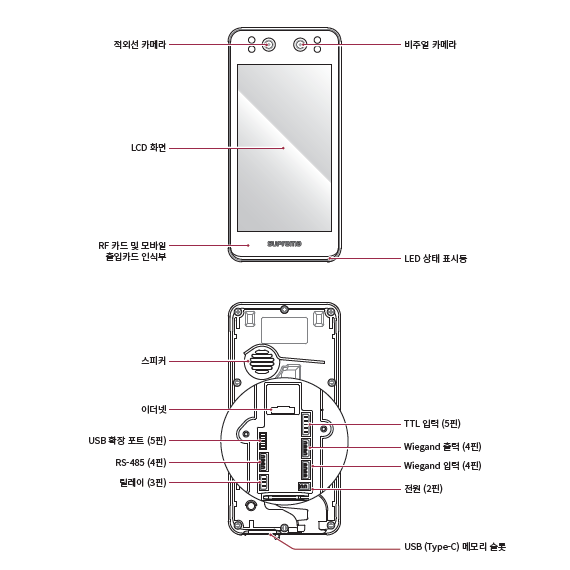 적외선 카메라
비주얼 카메라
LCD 화면
RF 카드 및 모바일
출입카드 인식부
suprema
LED 상태 표시등
스피커
이더넷
TTL 입력 (5핀)
USB 확장 포트 (5핀)
Wiegand 출력 (4핀)
RS-485 (4핀)
Wiegand 입력 (4핀)
릴레이 (3핀)
전원 (2핀)
USB (Type-C) 메모리 슬롯